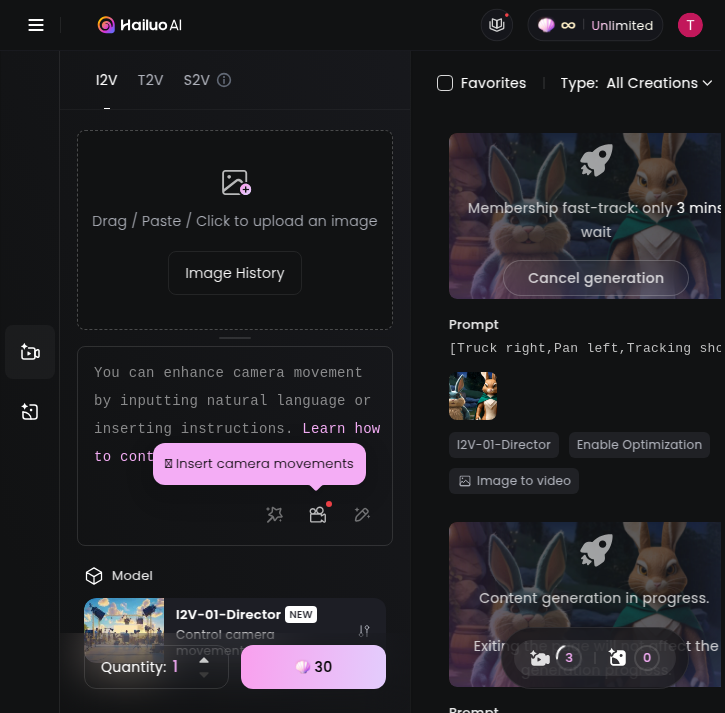 Hailuo AI
Unlimited
T
I2V T2V S2V
Drag / Paste / Click to upload an image
Image History
You can enhance camera movement
by inputting natural language or
inserting instructions. Learn how
to cont
Insert camera movements
Model
I2V-01-Director NEW
Control camera
movement
Quantity: 1
30
Favorites
Type: All Creations
Membership fast-track: only 3 mins
wait
Cancel generation
Prompt
[Truck right,Pan left,Tracking sho
I2V-01-Director
Enable Optimization
Image to video
Content generation in progress.
Exiting the page will not affect the
generation progress
3
0
Prompt